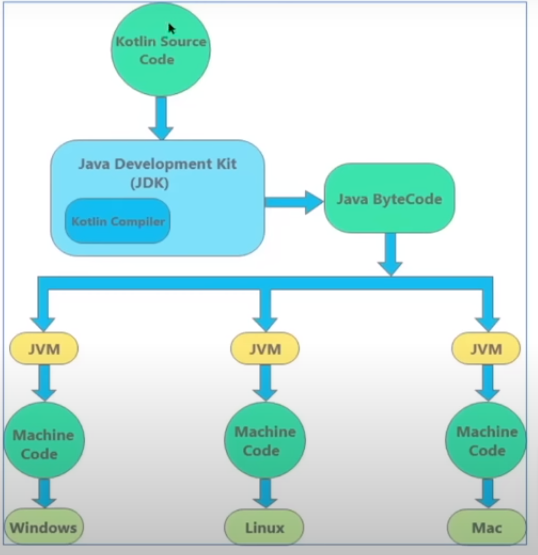 Kotlin Source
Code
Java Development Kit
(JDK)
Kotlin Compiler
Java ByteCode
JVM
JVM
JVM
Machine
Code
Machine
Code
Machine
Code
Windows
Linux
Mac